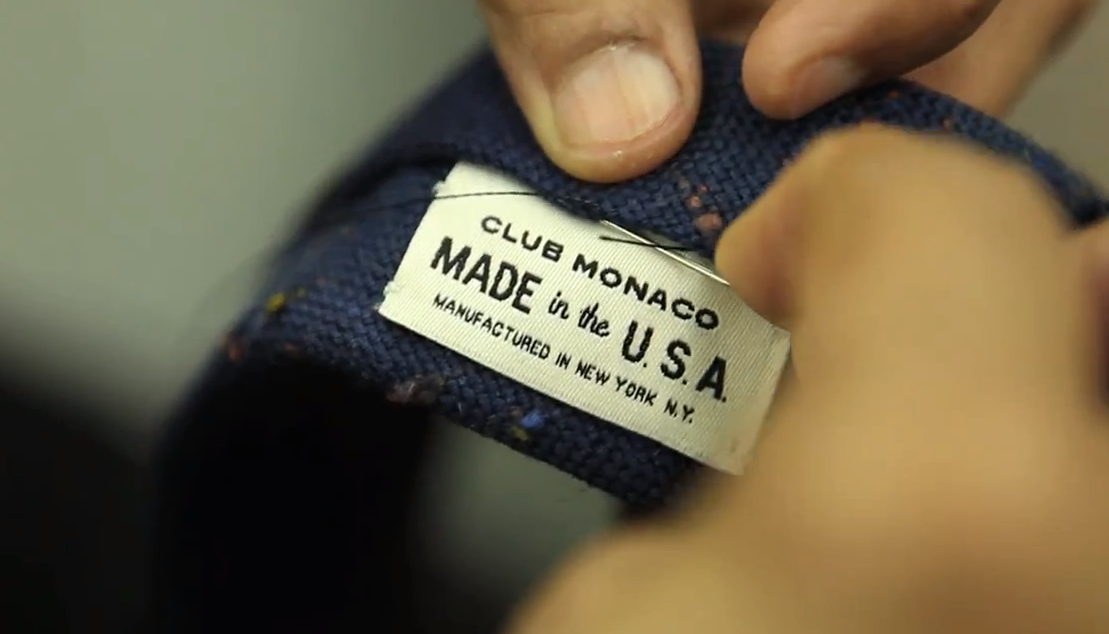 CLUB MONACO
MADE in the U.S.A.
MANUFACTURED IN NEW YORK N.Y.